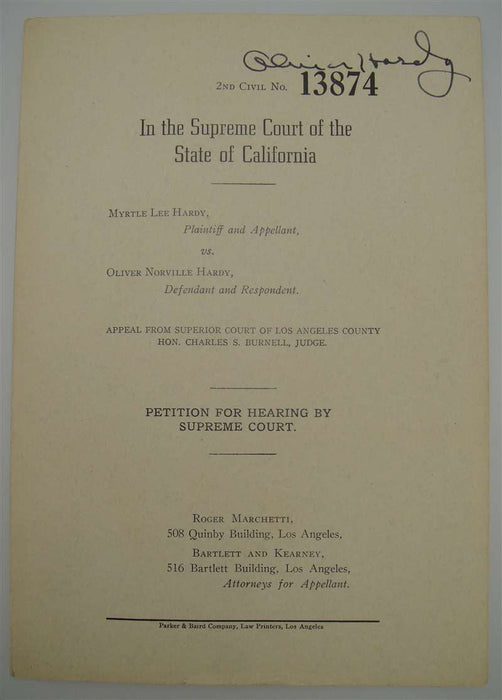 Oliver Hardy
2ND CIVIL NO. 13874
In the Supreme Court of the
State of California
MYRTLE LEE HARDY,
Plaintiff and Appellant,
vs.
OLIVER NORVILLE HARDY,
Defendant and Respondent.
APPEAL FROM SUPERIOR COURT OF LOS ANGELES COUNTY
HON. CHARLES S. BURNELL, JUDGE.
PETITION FOR HEARING BY
SUPREME COURT.
ROGER MARCHETTI,
508 Quinby Building, Los Angeles,
BARTLETT AND KEARNEY,
516 Bartlett Building, Los Angeles,
Attorneys for Appellant.
Parker & Baird Company, Law Printers, Los Angeles